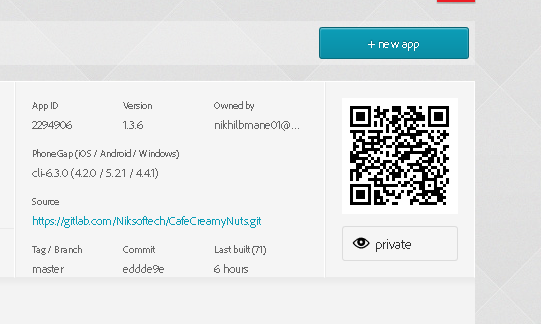 + new app
App ID Version Owned by
2294906 1.3.6 nikhilbmane01@...
PhoneGap (iOS / Android / Windows)
cli-6.3.0 (4.2.0 / 5.2.1 / 4.4.1)
Source
https://gitlab.com/Niksoftech/CafeCreamyNuts.git
Tag / Branch Commit Last built (71)
master eddde9e 6 hours
private